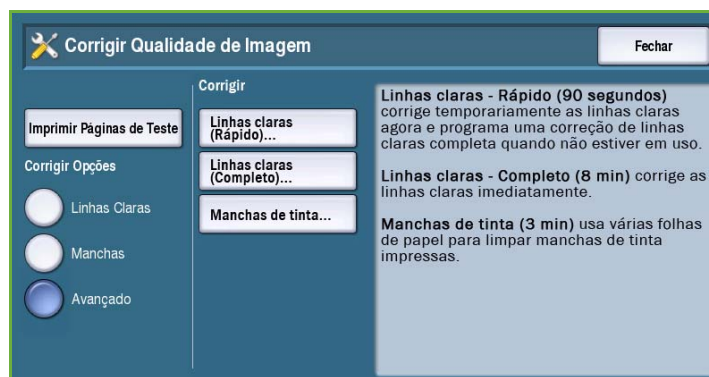 Corrigir Qualidade de Imagem
Fechar
Imprimir Páginas de Teste
Corrigir Opções
Linhas Claras
Manchas
Avançado
Corrigir
Linhas claras
(Rápido)...
Linhas claras
(Completo)...
Manchas de tinta...
Linhas claras - Rápido (90 segundos)
corrige temporariamente as linhas claras
agora e programa uma correção de linhas
claras completa quando não estiver em uso.
Linhas claras - Completo (8 min) corrige as
linhas claras imediatamente.
Manchas de tinta (3 min) usa várias folhas
de papel para limpar manchas de tinta
impressas.